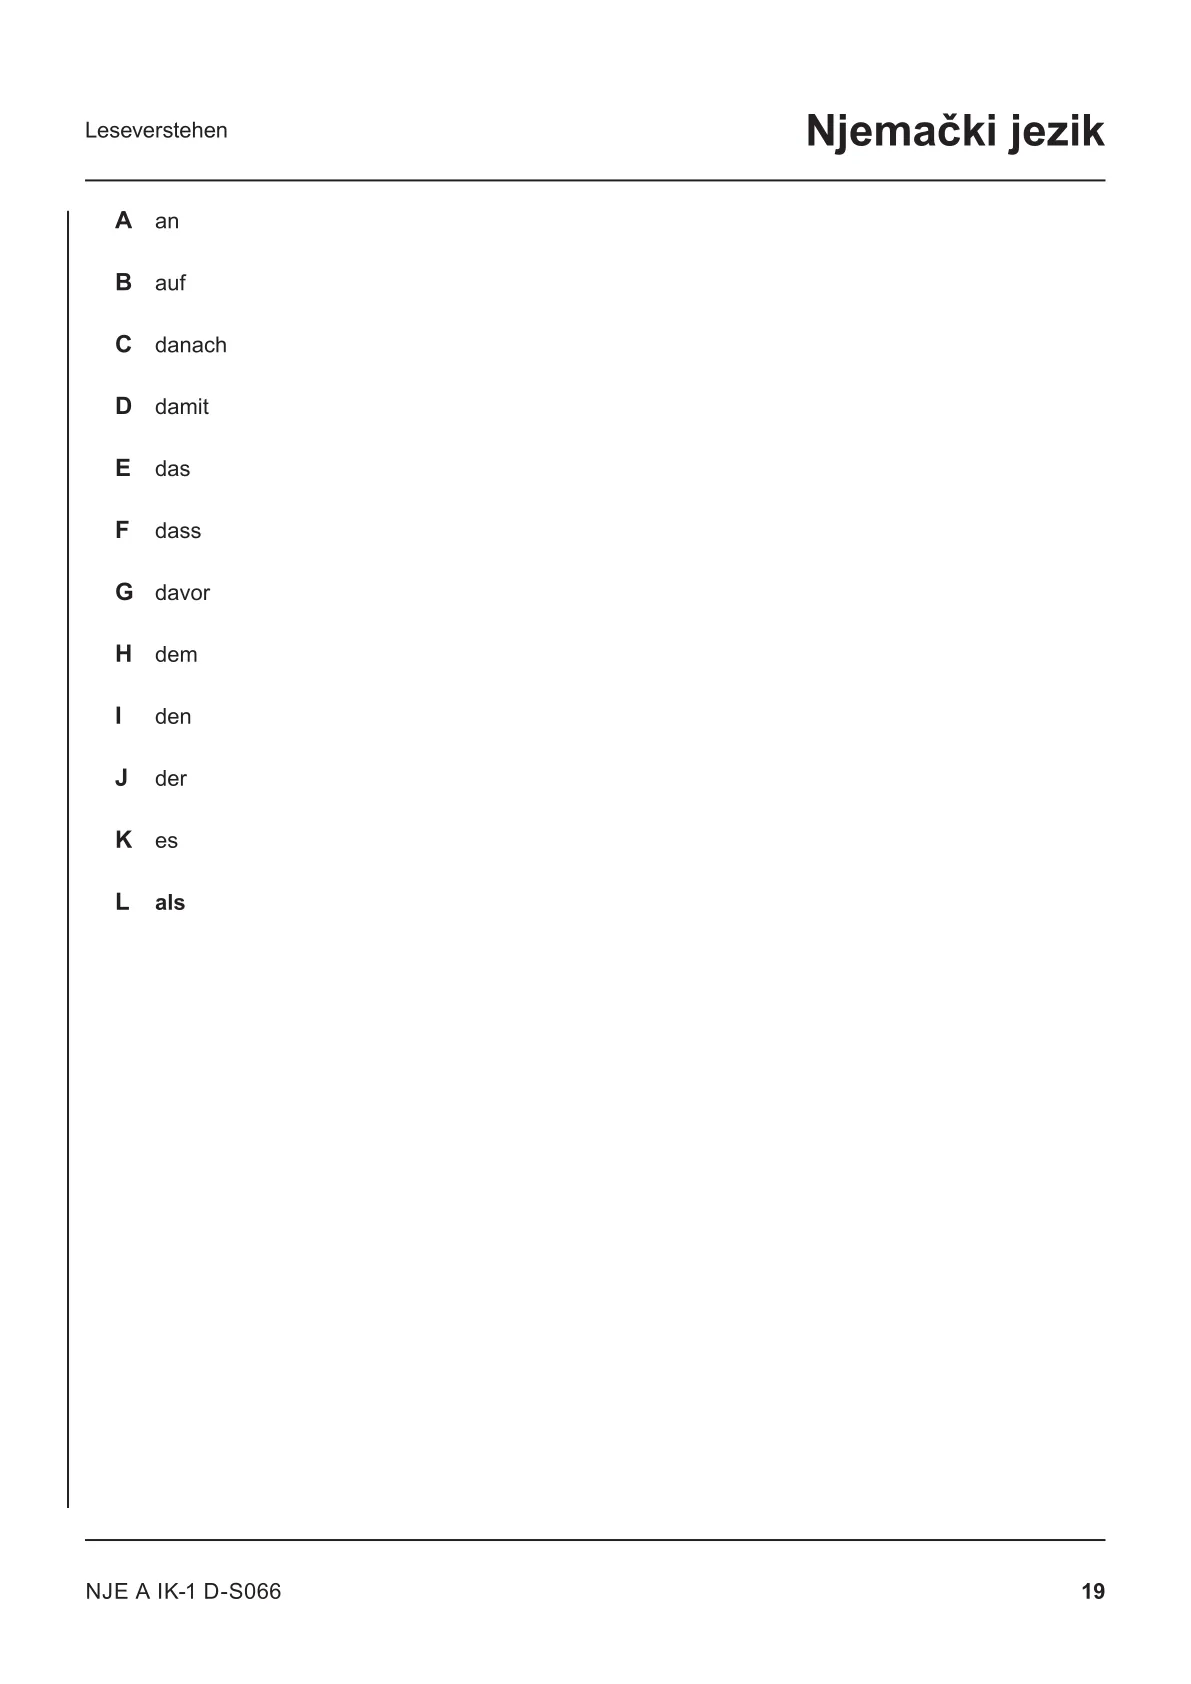 Leseverstehen
Njemački jezik
A an
B auf
C danach
D damit
E das
F dass
G davor
H dem
I den
J der
K es
L als
NJE A IK-1 D-S066
19